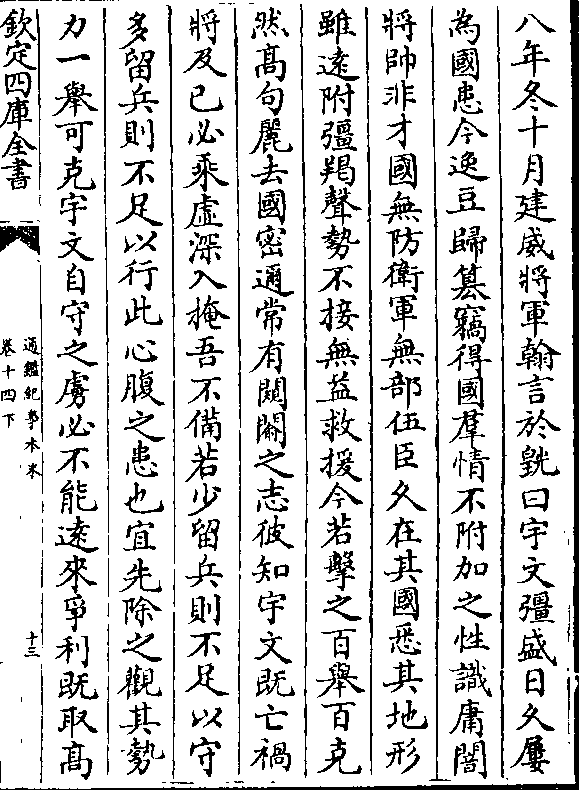 八年冬十月建威將軍翰言於皝曰宇文彊盛日久屢
為國患今逸豆歸簒竊得國羣情不附加之性識庸闇
將帥非才國無防衛軍無部伍臣久在其國悉其地形
雖逺附彊羯聲勢不接無益救援今若擊之百舉百克
然髙句麗去國密邇常有闚𨵦之志彼知宇文既亡禍
將及已必乘虚深入掩吾不備若少留兵則不足以守
多留兵則不足以行此心腹之患也宜先除之觀其勢
力一舉可克宇文自守之虜必不能逺來爭利既取髙
欽定四庫全書
通鑑紀事本末
卷十四下
十三